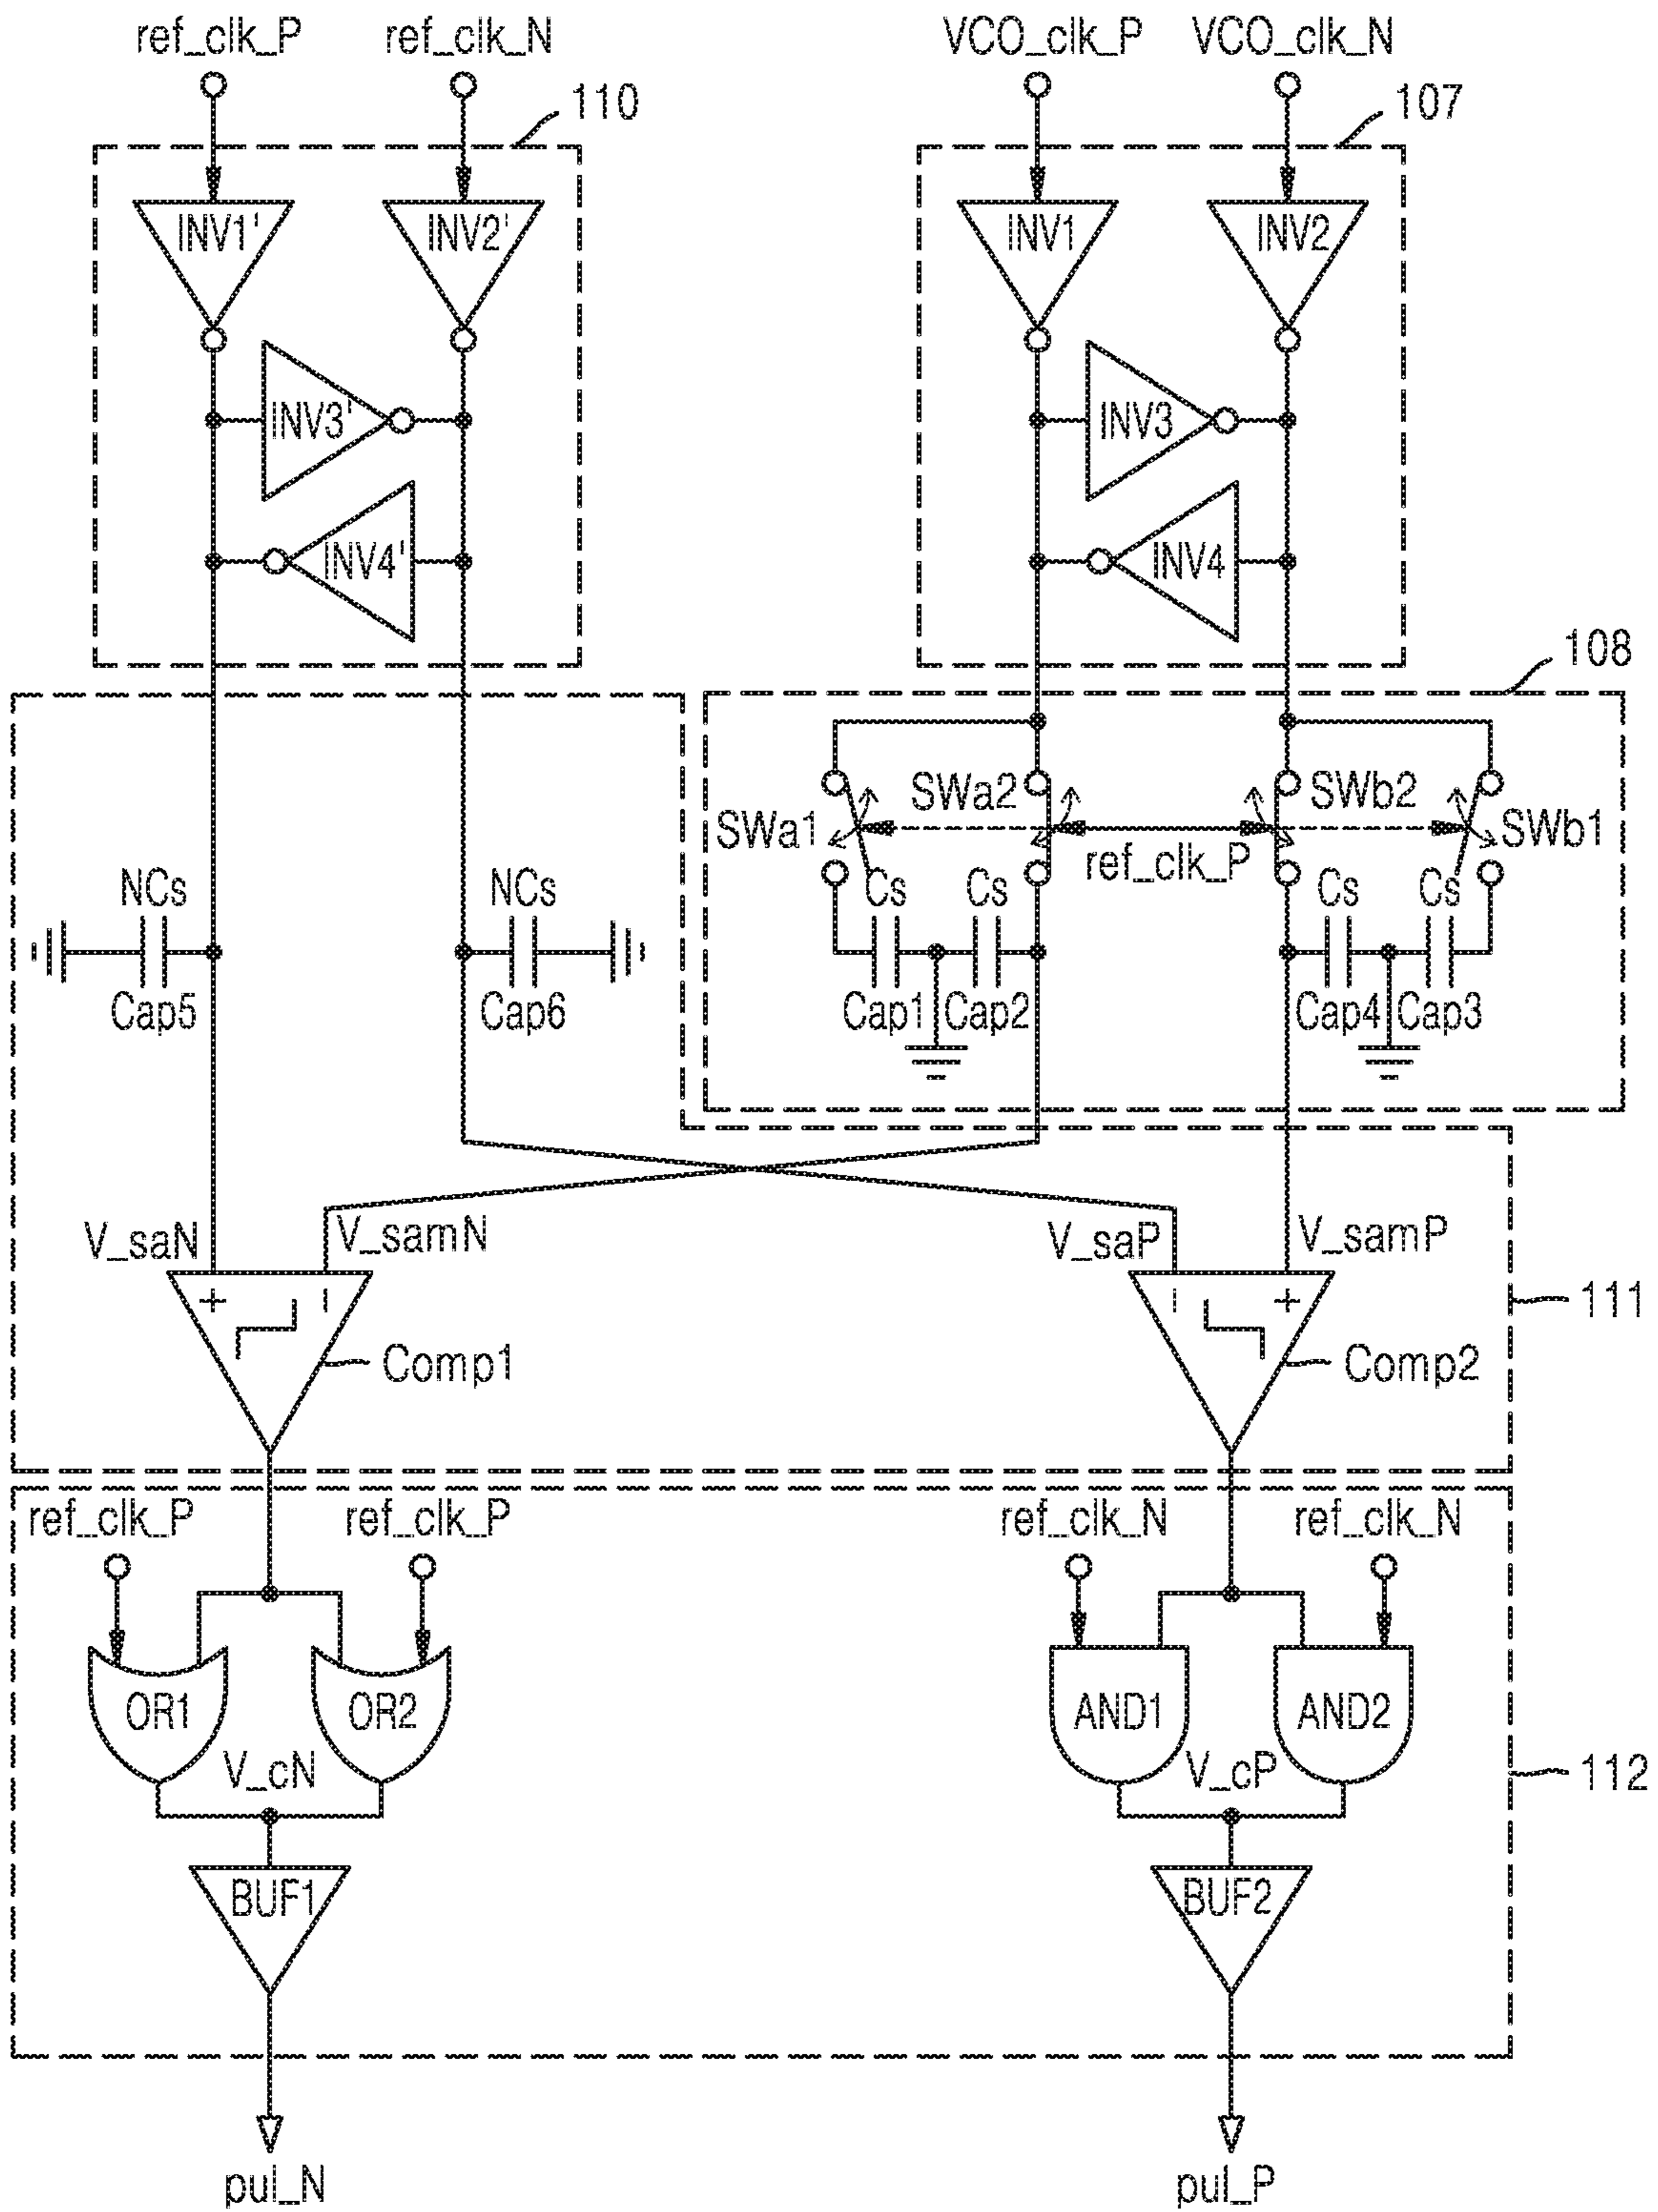 ref_clk_P ref_clk_N VCO_clk_P VCO_clk_N
110 107
INV1' INV2' INV1 INV2
INV3' INV3
INV4' INV4
108
SWa1 SWa2 SWb2 SWb1
ref_clk_P
NCs NCs Cs Cs Cs Cs
Cap5 Cap6 Cap1 Cap2 Cap4 Cap3
V_saN V_samN V_saP V_samP
+ − − +
111
Comp1 Comp2
ref_clk_P ref_clk_P ref_clk_N ref_clk_N
OR1 OR2 AND1 AND2
V_cN V_cP
112
BUF1 BUF2
pul_N pul_P